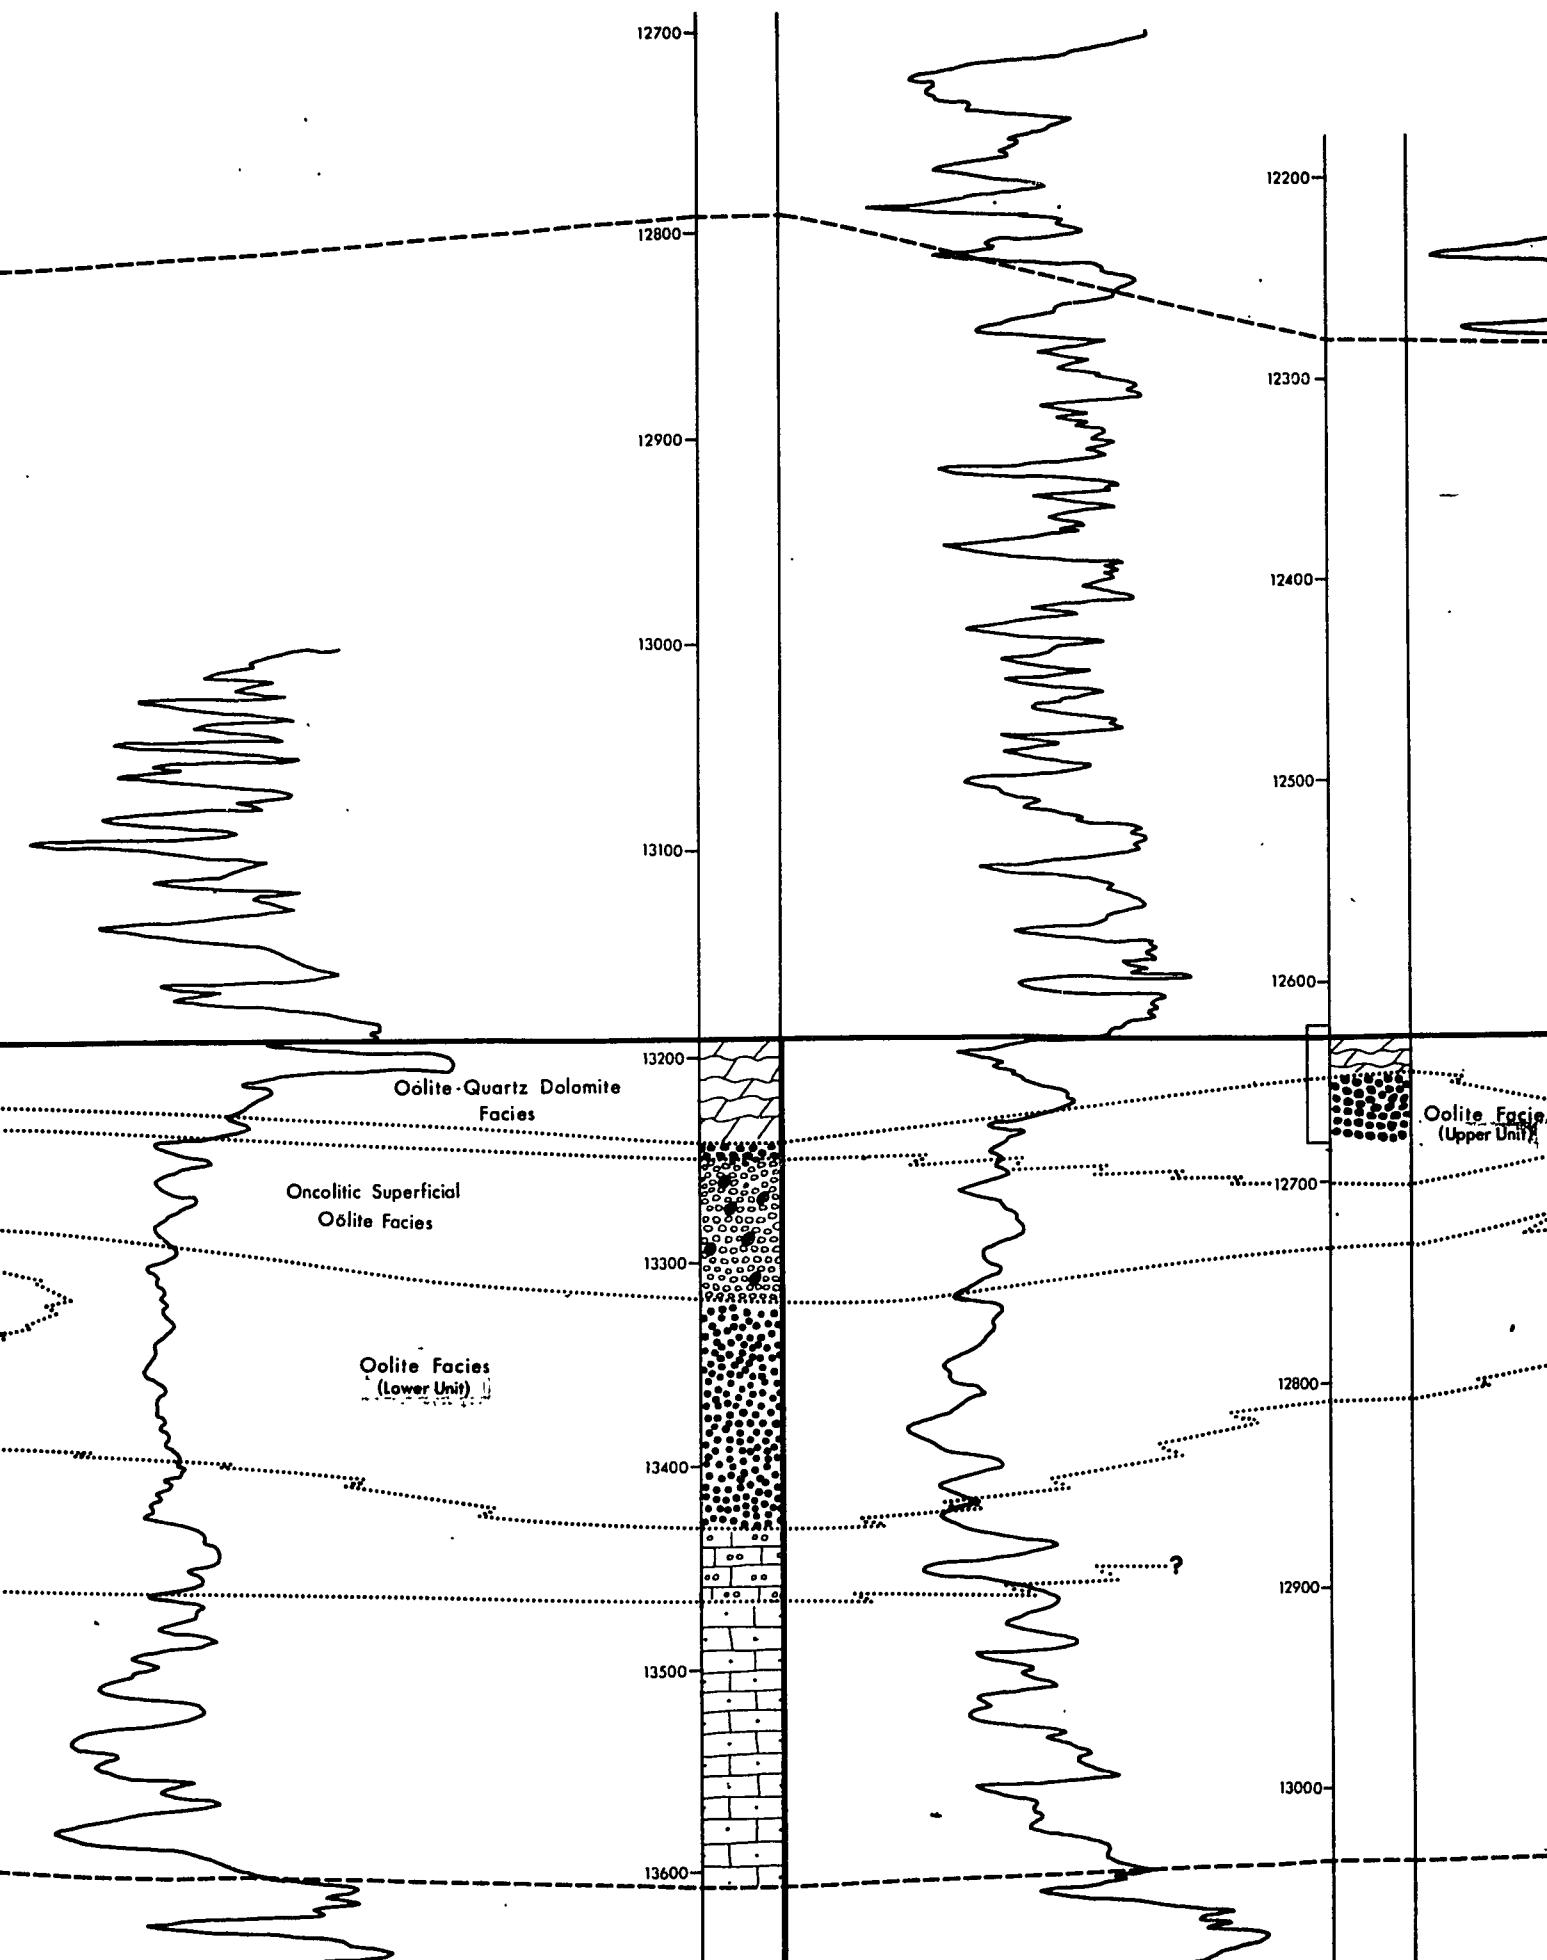 12700
12800
12900
13000
13100
13200
13300
13400
13500
13600
12200
12300
12400
12500
12600
12700
12800
12900
13000
Oölite-Quartz Dolomite
Facies
Oncolitic Superficial
Oölite Facies
Oolite Facies
(Lower Unit)
Oolite Facie
(Upper Unit)
?